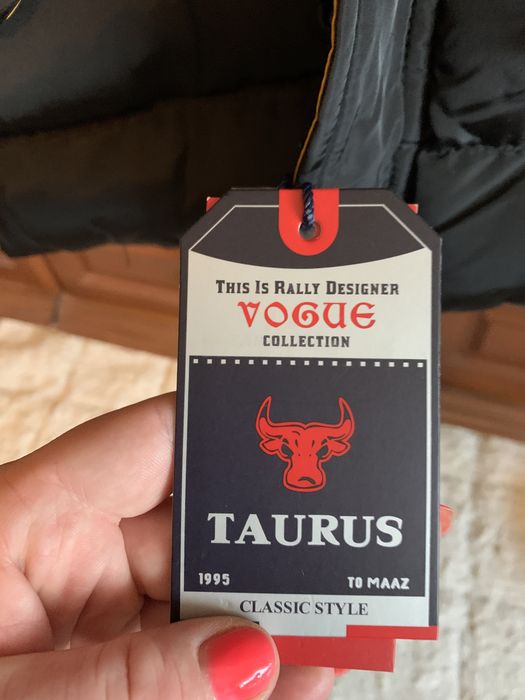 THIS IS RALLY DESIGNER
VOGUE
COLLECTION
TAURUS
1995 TO MAAZ
CLASSIC STYLE